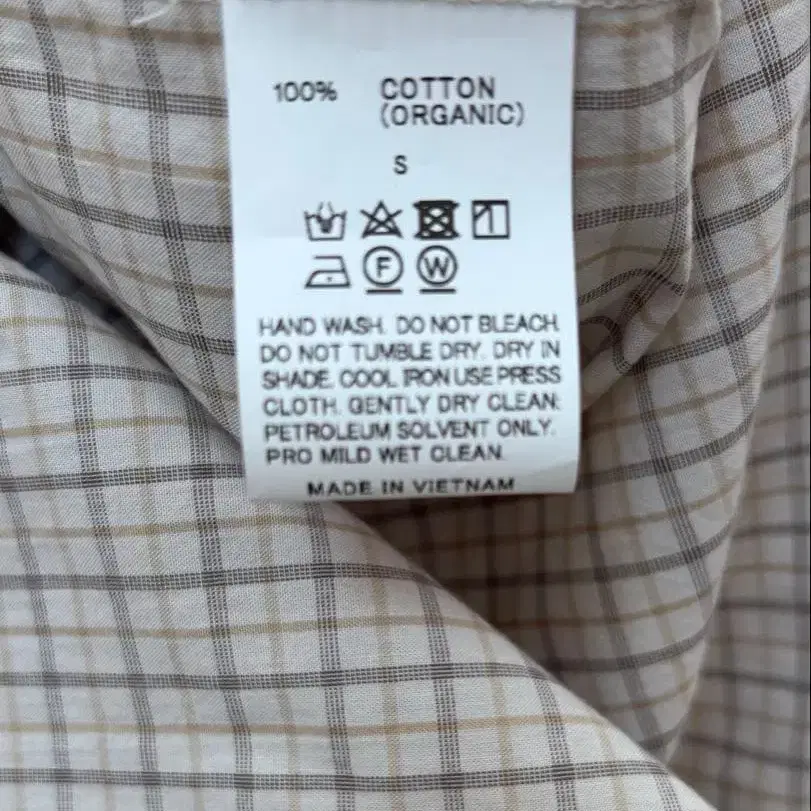 100% COTTON
(ORGANIC)
S
F W
HAND WASH. DO NOT BLEACH.
DO NOT TUMBLE DRY. DRY IN
SHADE. COOL IRON USE PRESS
CLOTH. GENTLY DRY CLEAN:
PETROLEUM SOLVENT ONLY.
PRO MILD WET CLEAN.
MADE IN VIETNAM